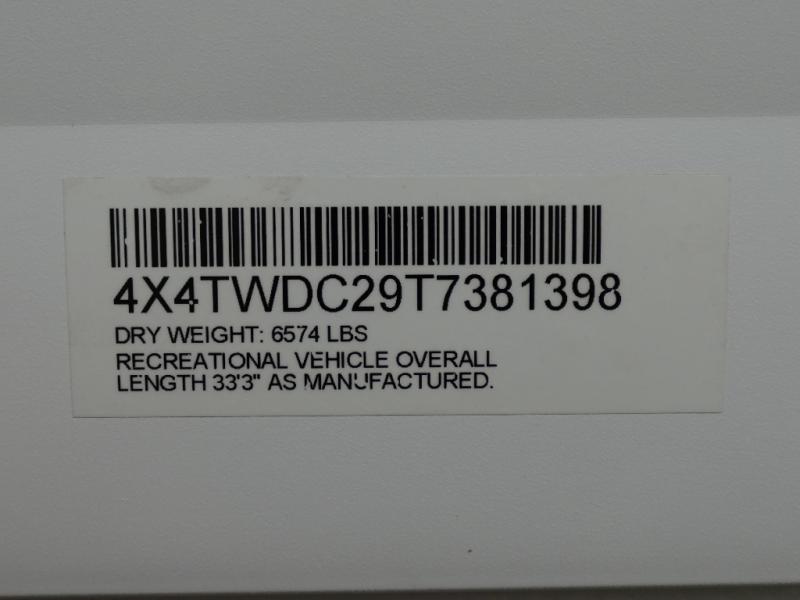 4X4TWDC29T7381398
DRY WEIGHT: 6574 LBS
RECREATIONAL VEHICLE OVERALL
LENGTH 33'3" AS MANUFACTURED.